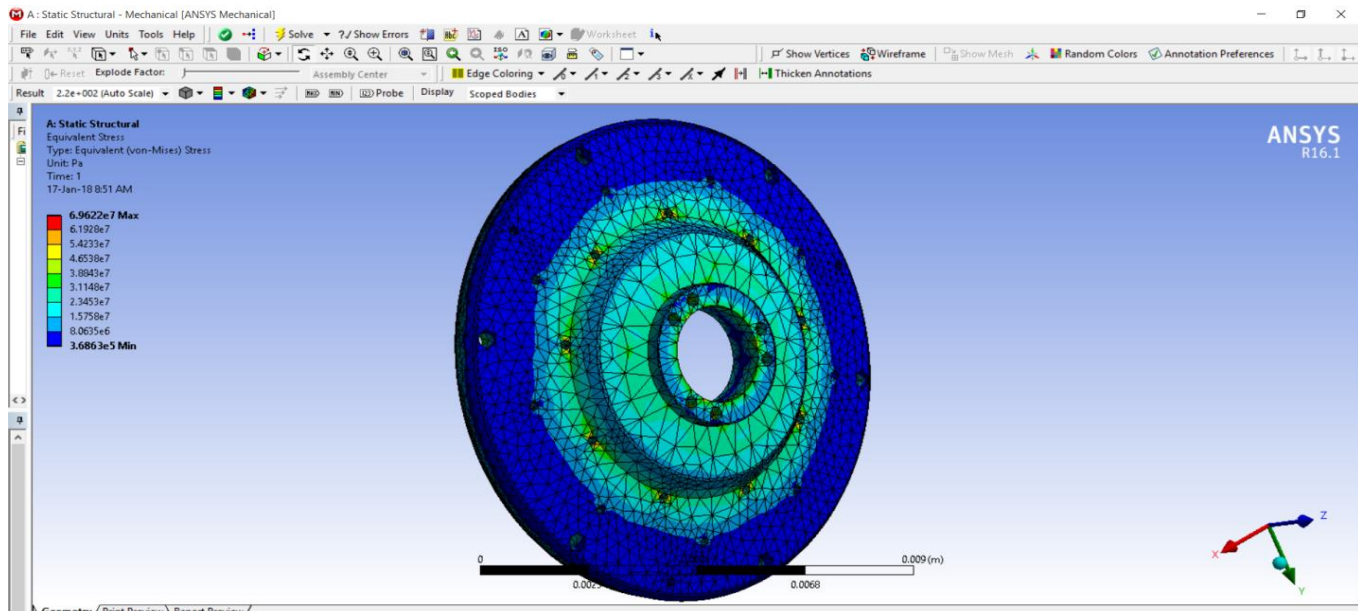 A : Static Structural - Mechanical [ANSYS Mechanical]
File Edit View Units Tools Help Solve ?/ Show Errors Worksheet
Show Vertices Wireframe Show Mesh Random Colors Annotation Preferences
Reset Explode Factor: Assembly Center Edge Coloring Thicken Annotations
Result 2.2e+002 (Auto Scale) Probe Display Scoped Bodies
Fi
A: Static Structural
Equivalent Stress
Type: Equivalent (von-Mises) Stress
Unit: Pa
Time: 1
17-Jan-18 8:51 AM
6.9622e7 Max
6.1928e7
5.4233e7
4.6538e7
3.8843e7
3.1148e7
2.3453e7
1.5758e7
8.0635e6
3.6863e5 Min
ANSYS
R16.1
0
0.009 (m)
0.0068
X
Y
Z
Geometry Print Preview Report Preview